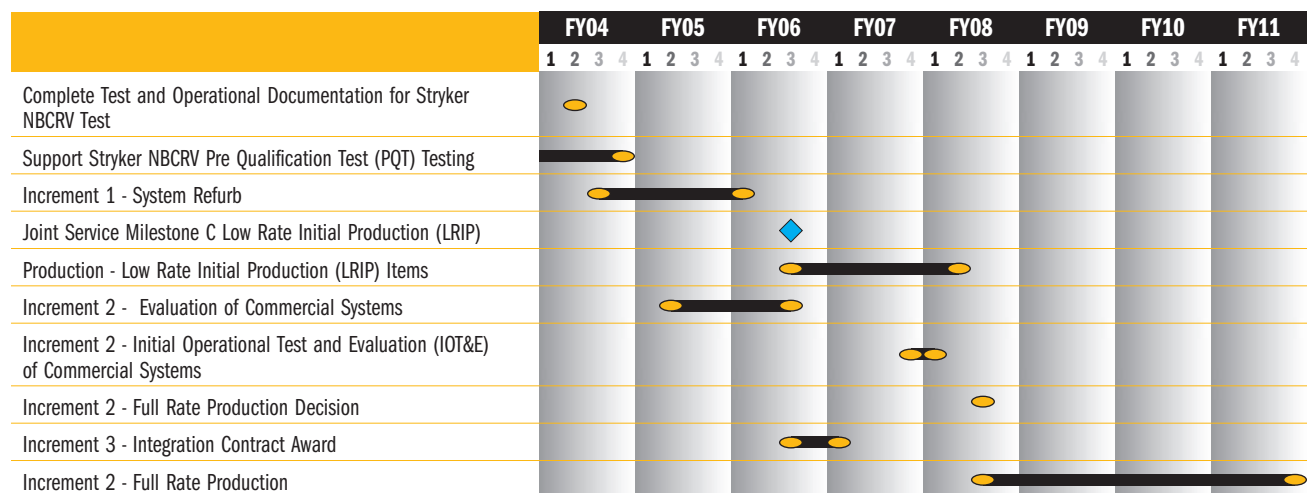 FY04 FY05 FY06 FY07 FY08 FY09 FY10 FY11
1 2 3 4 1 2 3 4 1 2 3 4 1 2 3 4 1 2 3 4 1 2 3 4 1 2 3 4 1 2 3 4
Complete Test and Operational Documentation for Stryker
NBCRV Test
Support Stryker NBCRV Pre Qualification Test (PQT) Testing
Increment 1 - System Refurb
Joint Service Milestone C Low Rate Initial Production (LRIP)
Production - Low Rate Initial Production (LRIP) Items
Increment 2 - Evaluation of Commercial Systems
Increment 2 - Initial Operational Test and Evaluation (IOT&E)
of Commercial Systems
Increment 2 - Full Rate Production Decision
Increment 3 - Integration Contract Award
Increment 2 - Full Rate Production